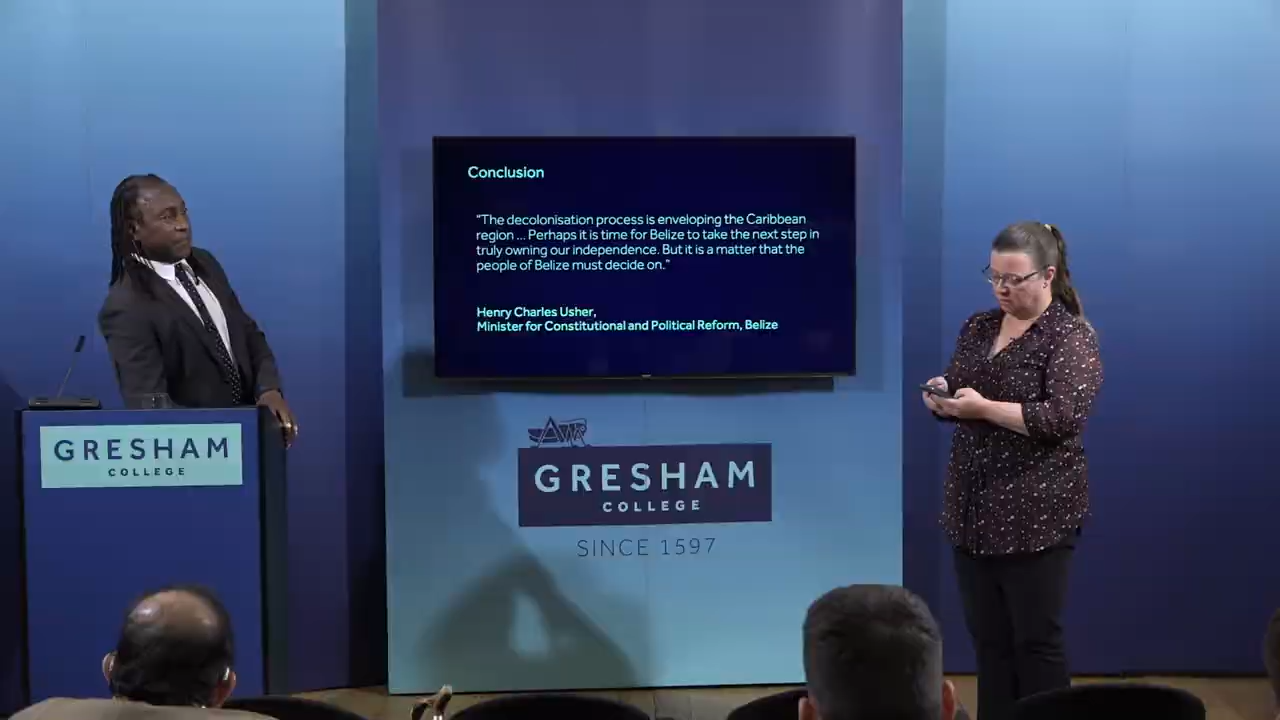 Conclusion
"The decolonisation process is enveloping the Caribbean
region ... Perhaps it is time for Belize to take the next step in
truly owning our independence. But it is a matter that the
people of Belize must decide on."
Henry Charles Usher,
Minister for Constitutional and Political Reform, Belize
GRESHAM
COLLEGE
GRESHAM
COLLEGE
SINCE 1597